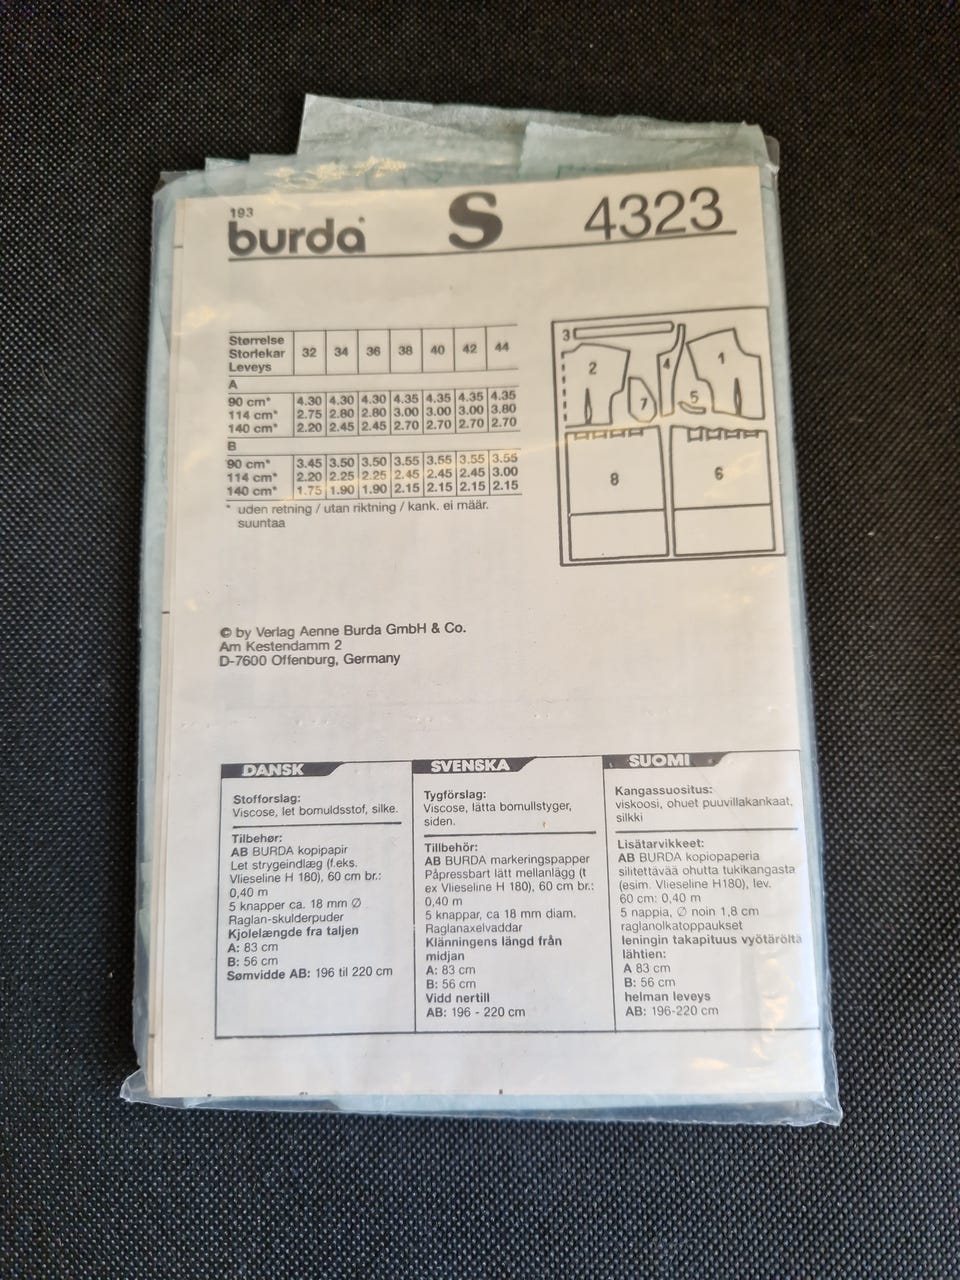 193
burda S 4323
Størrelse
Storlekar
Leveys
32 34 36 38 40 42 44
A
90 cm* 4.30 4.30 4.30 4.35 4.35 4.35 4.35
114 cm* 2.75 2.80 2.80 3.00 3.00 3.00 3.80
140 cm* 2.20 2.45 2.45 2.70 2.70 2.70 2.70
B
90 cm* 3.45 3.50 3.50 3.55 3.55 3.55 3.55
114 cm* 2.20 2.25 2.25 2.45 2.45 2.45 3.00
140 cm* 1.75 1.90 1.90 2.15 2.15 2.15 2.15
* uden retning / utan riktning / kank. ei määr.
suuntaa
3
2 4 1
7 5
8 6
© by Verlag Aenne Burda GmbH & Co.
Am Kestendamm 2
D-7600 Offenburg, Germany
DANSK
Stofforslag:
Viscose, let bomuldsstof, silke.
Tilbehør:
AB BURDA kopipapir
Let strygeindlæg (f.eks.
Vlieseline H 180), 60 cm br.:
0,40 m
5 knapper ca. 18 mm Ø
Raglan-skulderpuder
Kjolelængde fra taljen
A: 83 cm
B: 56 cm
Sømvidde AB: 196 til 220 cm
SVENSKA
Tygförslag:
Viscose, lätta bomullstyger,
siden.
Tillbehör:
AB BURDA markeringspapper
Påpressbart lätt mellanlägg (t
ex Vlieseline H 180), 60 cm br.:
0,40 m
5 knappar, ca 18 mm diam.
Raglanaxelvaddar
Klänningens längd från
midjan
A: 83 cm
B: 56 cm
Vidd nertill
AB: 196 - 220 cm
SUOMI
Kangassuositus:
viskoosi, ohuet puuvillakankaat,
silkki
Lisätarvikkeet:
AB BURDA kopiopaperia
silitettävää ohutta tukikangasta
(esim. Vlieseline H180), lev.
60 cm: 0,40 m
5 nappia, Ø noin 1,8 cm
raglanolkatoppaukset
leningin takapituus vyötäröltä
lähtien:
A 83 cm
B: 56 cm
helman leveys
AB: 196-220 cm